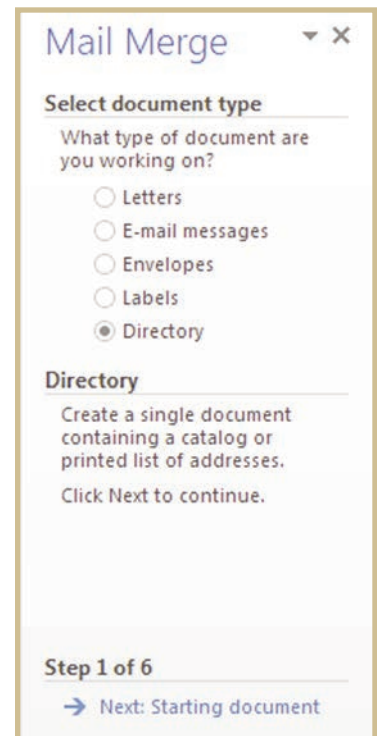 Mail Merge
Select document type
What type of document are
you working on?
Letters
E-mail messages
Envelopes
Labels
Directory
Directory
Create a single document
containing a catalog or
printed list of addresses.
Click Next to continue.
Step 1 of 6
Next: Starting document